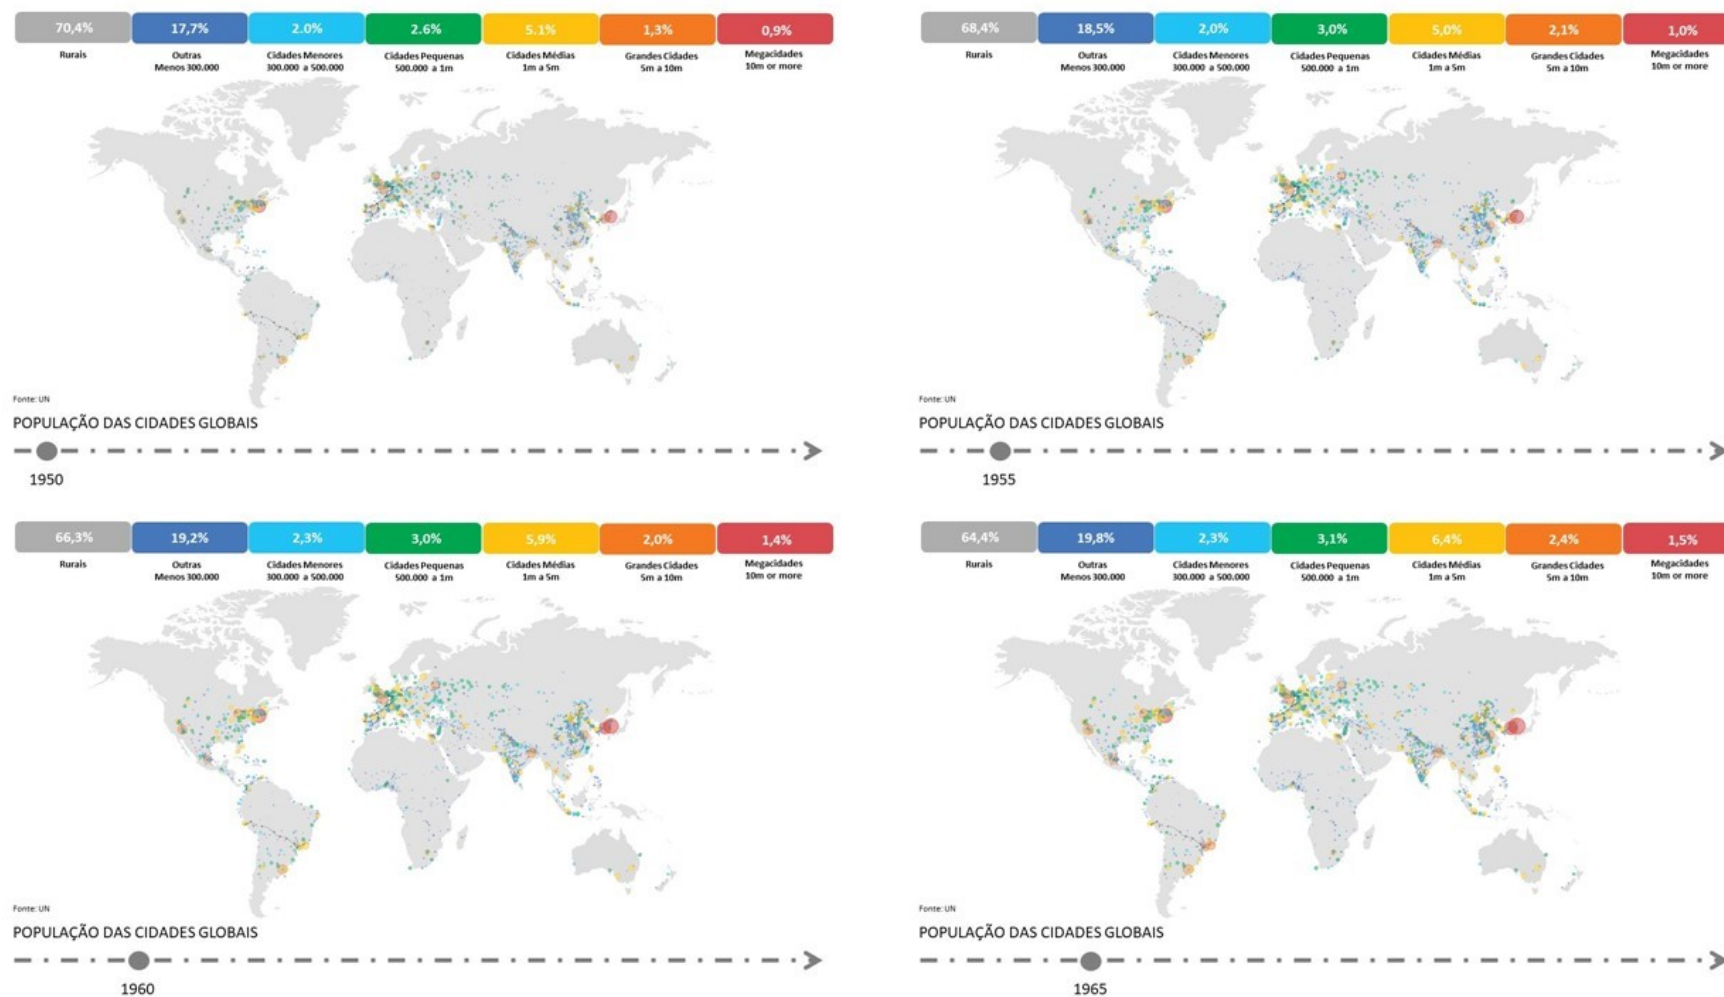 70,4% 17,7% 2.0% 2.6% 5.1% 1,3% 0,9%
Rurais Outras Cidades Menores Cidades Pequenas Cidades Médias Grandes Cidades Megacidades
Menos 300.000 300.000 a 500.000 500.000 a 1m 1m a 5m 5m a 10m 10m or more
Fonte: UN
POPULAÇÃO DAS CIDADES GLOBAIS
1950
68,4% 18,5% 2,0% 3,0% 5,0% 2,1% 1,0%
Rurais Outras Cidades Menores Cidades Pequenas Cidades Médias Grandes Cidades Megacidades
Menos 300.000 300.000 a 500.000 500.000 a 1m 1m a 5m 5m a 10m 10m or more
Fonte: UN
POPULAÇÃO DAS CIDADES GLOBAIS
1955
66,3% 19,2% 2,3% 3,0% 5,9% 2,0% 1,4%
Rurais Outras Cidades Menores Cidades Pequenas Cidades Médias Grandes Cidades Megacidades
Menos 300.000 300.000 a 500.000 500.000 a 1m 1m a 5m 5m a 10m 10m or more
Fonte: UN
POPULAÇÃO DAS CIDADES GLOBAIS
1960
64,4% 19,8% 2,3% 3,1% 6,4% 2,4% 1,5%
Rurais Outras Cidades Menores Cidades Pequenas Cidades Médias Grandes Cidades Megacidades
Menos 300.000 300.000 a 500.000 500.000 a 1m 1m a 5m 5m a 10m 10m or more
Fonte: UN
POPULAÇÃO DAS CIDADES GLOBAIS
1965